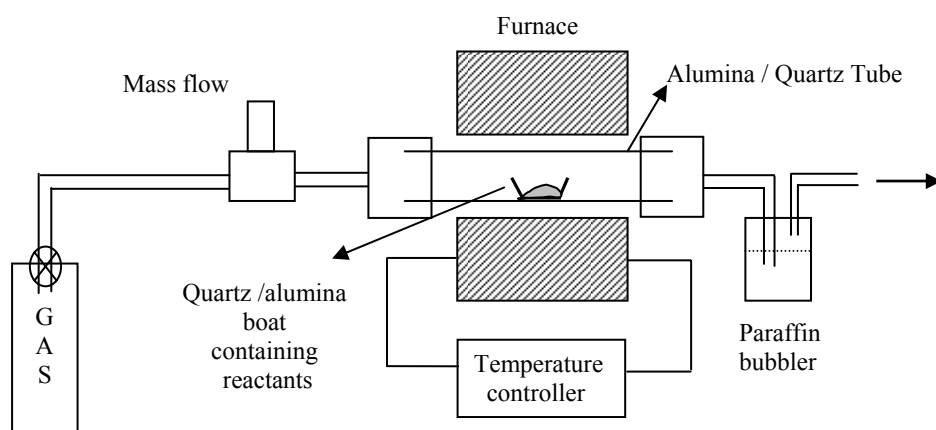 Furnace
Mass flow
Alumina / Quartz Tube
G
A
S
Quartz /alumina
boat
containing
reactants
Temperature
controller
Paraffin
bubbler